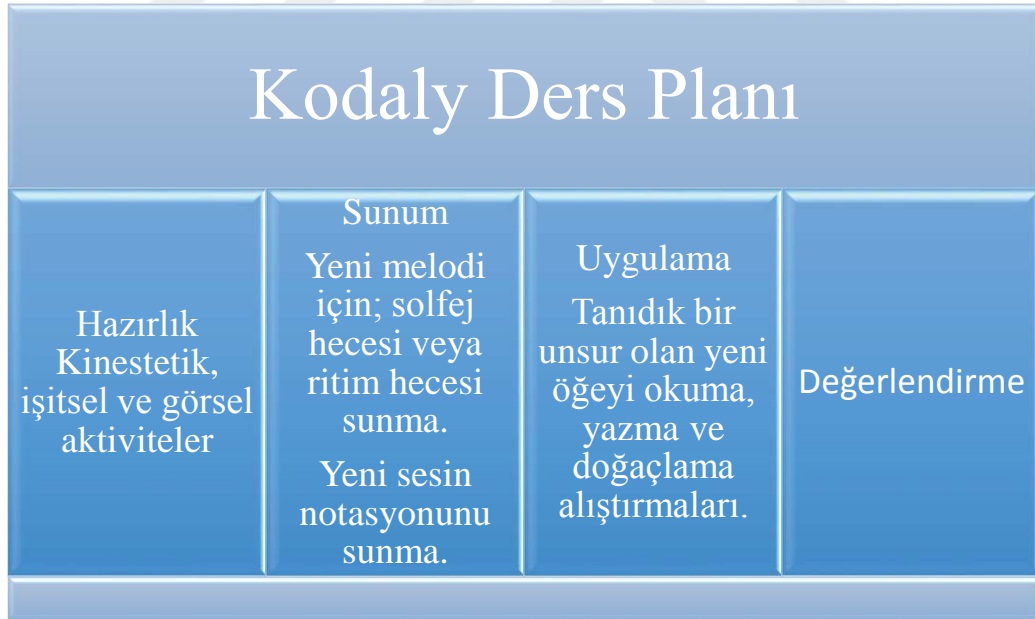 Kodaly Ders Planı
Hazırlık
Kinestetik,
işitsel ve görsel
aktiviteler
Sunum
Yeni melodi
için; solfej
hecesi veya
ritim hecesi
sunma.
Yeni sesin
notasyonunu
sunma.
Uygulama
Tanıdık bir
unsur olan yeni
öğeyi okuma,
yazma ve
doğaçlama
alıştırmaları.
Değerlendirme